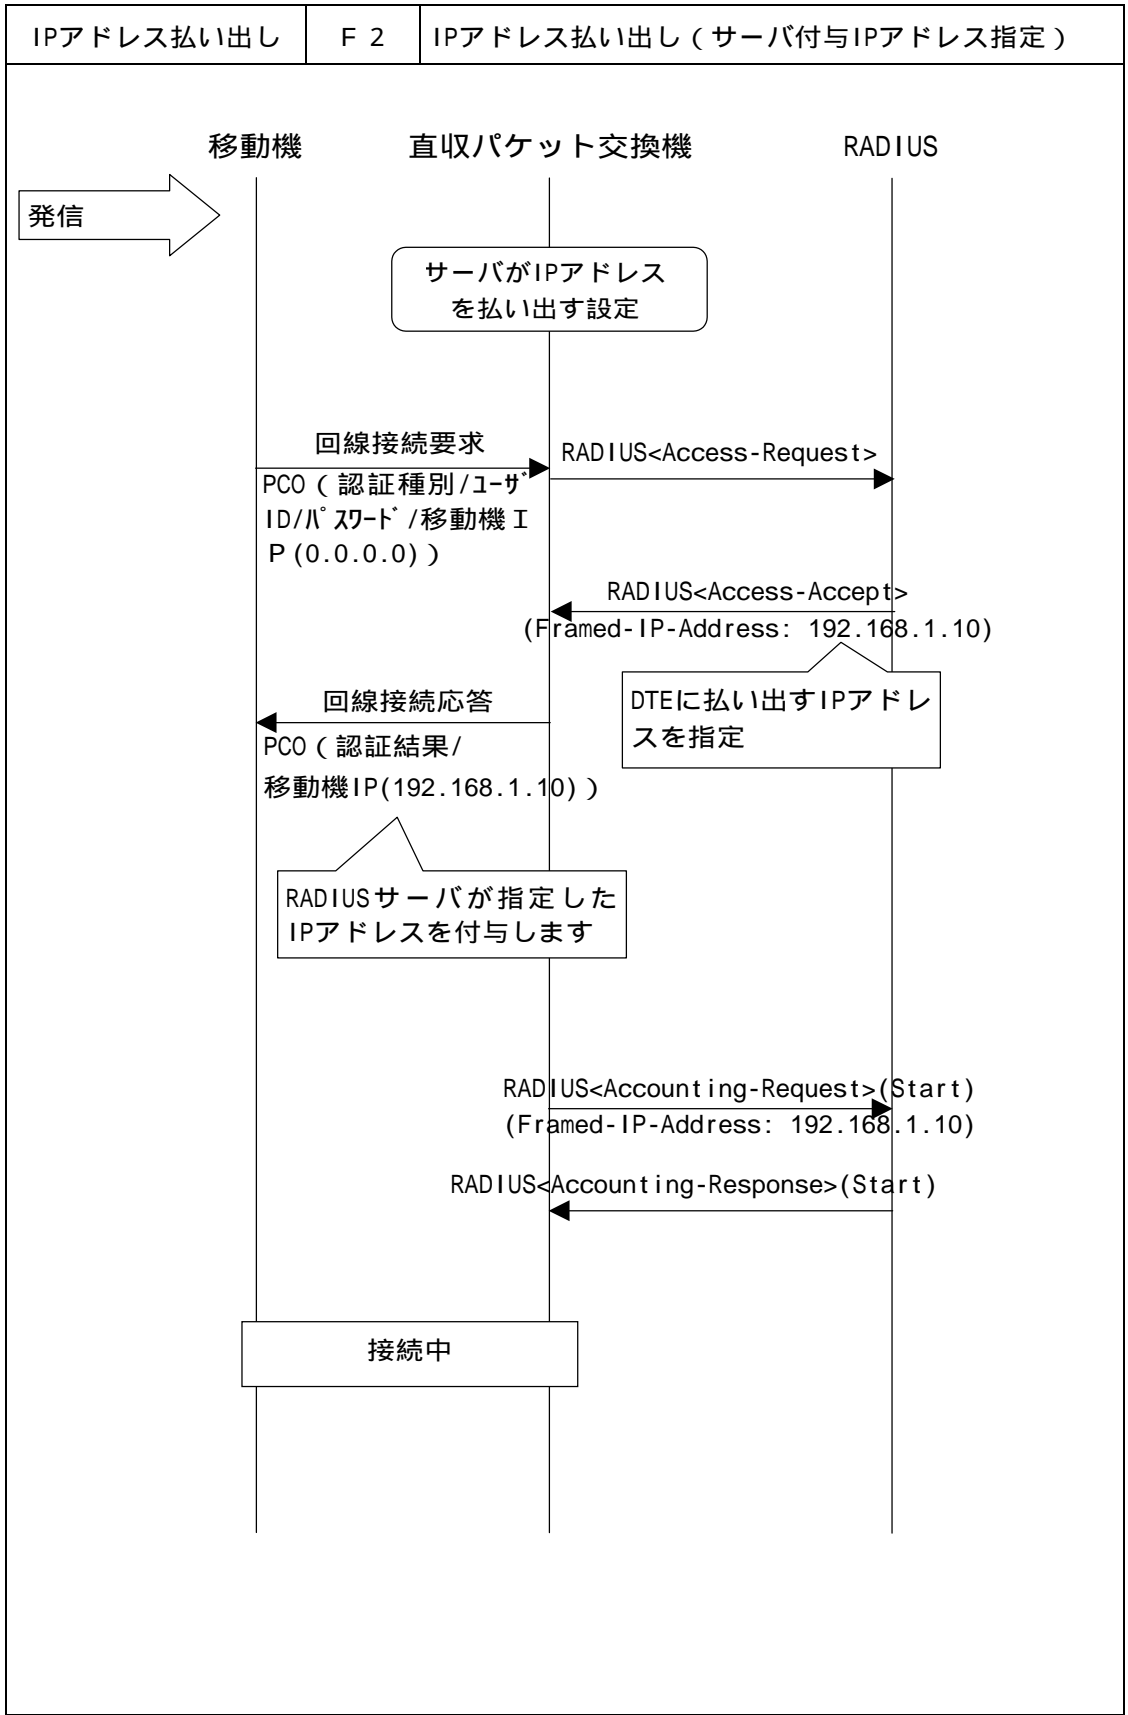 IPアドレス払い出し
F 2
IPアドレス払い出し ( サーバ付与IPアドレス指定 )
移動機
直収パケット交換機
RADIUS
発信
サーバがIPアドレス
を払い出す設定
回線接続要求
RADIUS<Access-Request>
PCO ( 認証種別/ユーザ
ID/パスワード/移動機I
P(0.0.0.0) )
RADIUS<Access-Accept>
(Framed-IP-Address: 192.168.1.10)
DTEに払い出すIPアドレ
スを指定
回線接続応答
PCO ( 認証結果/
移動機IP(192.168.1.10) )
RADIUSサーバが指定した
IPアドレスを付与します
RADIUS<Accounting-Request>(Start)
(Framed-IP-Address: 192.168.1.10)
RADIUS<Accounting-Response>(Start)
接続中